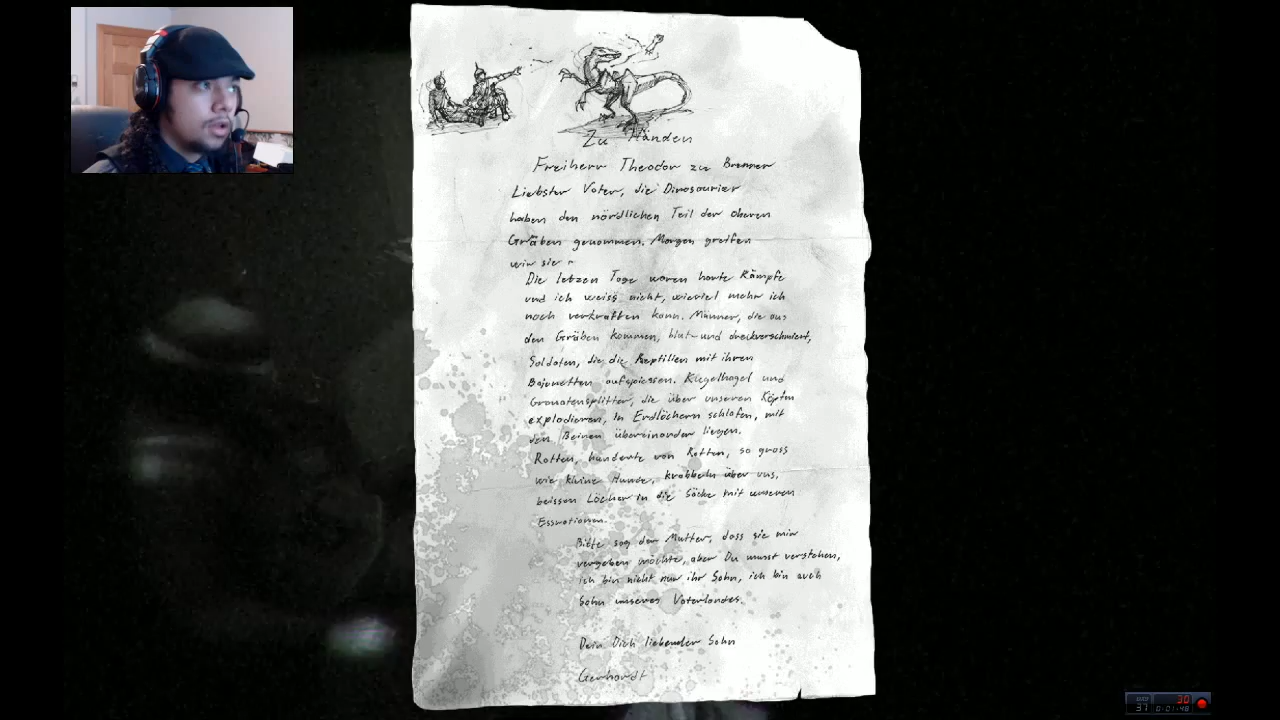 Zu Händen
Freiherr Theodor zu Brenner
Liebster Vater, die Dinosaurier
haben den nördlichen Teil der oberen
Gräben genommen. Morgen greifen
wir sie
Die letzen Tage waren harte Kämpfe
und ich weiss nicht, wieviel mehr ich
noch verkraften kann. Männer, die aus
den Gräben kommen, blut- und dreckverschmiert,
Soldaten, die die Reptilien mit ihren
Bajonetten aufspiessen. Kugelhagel und
Granatensplitter, die über unseren Köpfen
explodieren, in Erdlöchern schlafen, mit
den Beinen übereinander liegen.
Ratten, hunderte von Ratten, so gross
wie kleine Hunde, krabbeln über uns,
beissen Löcher in die Säcke mit unseren
Essrationen.
Bitte sag der Mutter, dass sie mir
vergeben möchte, aber Du musst verstehen,
ich bin nicht nur ihr Sohn, ich bin auch
Sohn unseres Vaterlandes.
Dein Dich liebender Sohn
Gerhardt
30
37 0:01:48